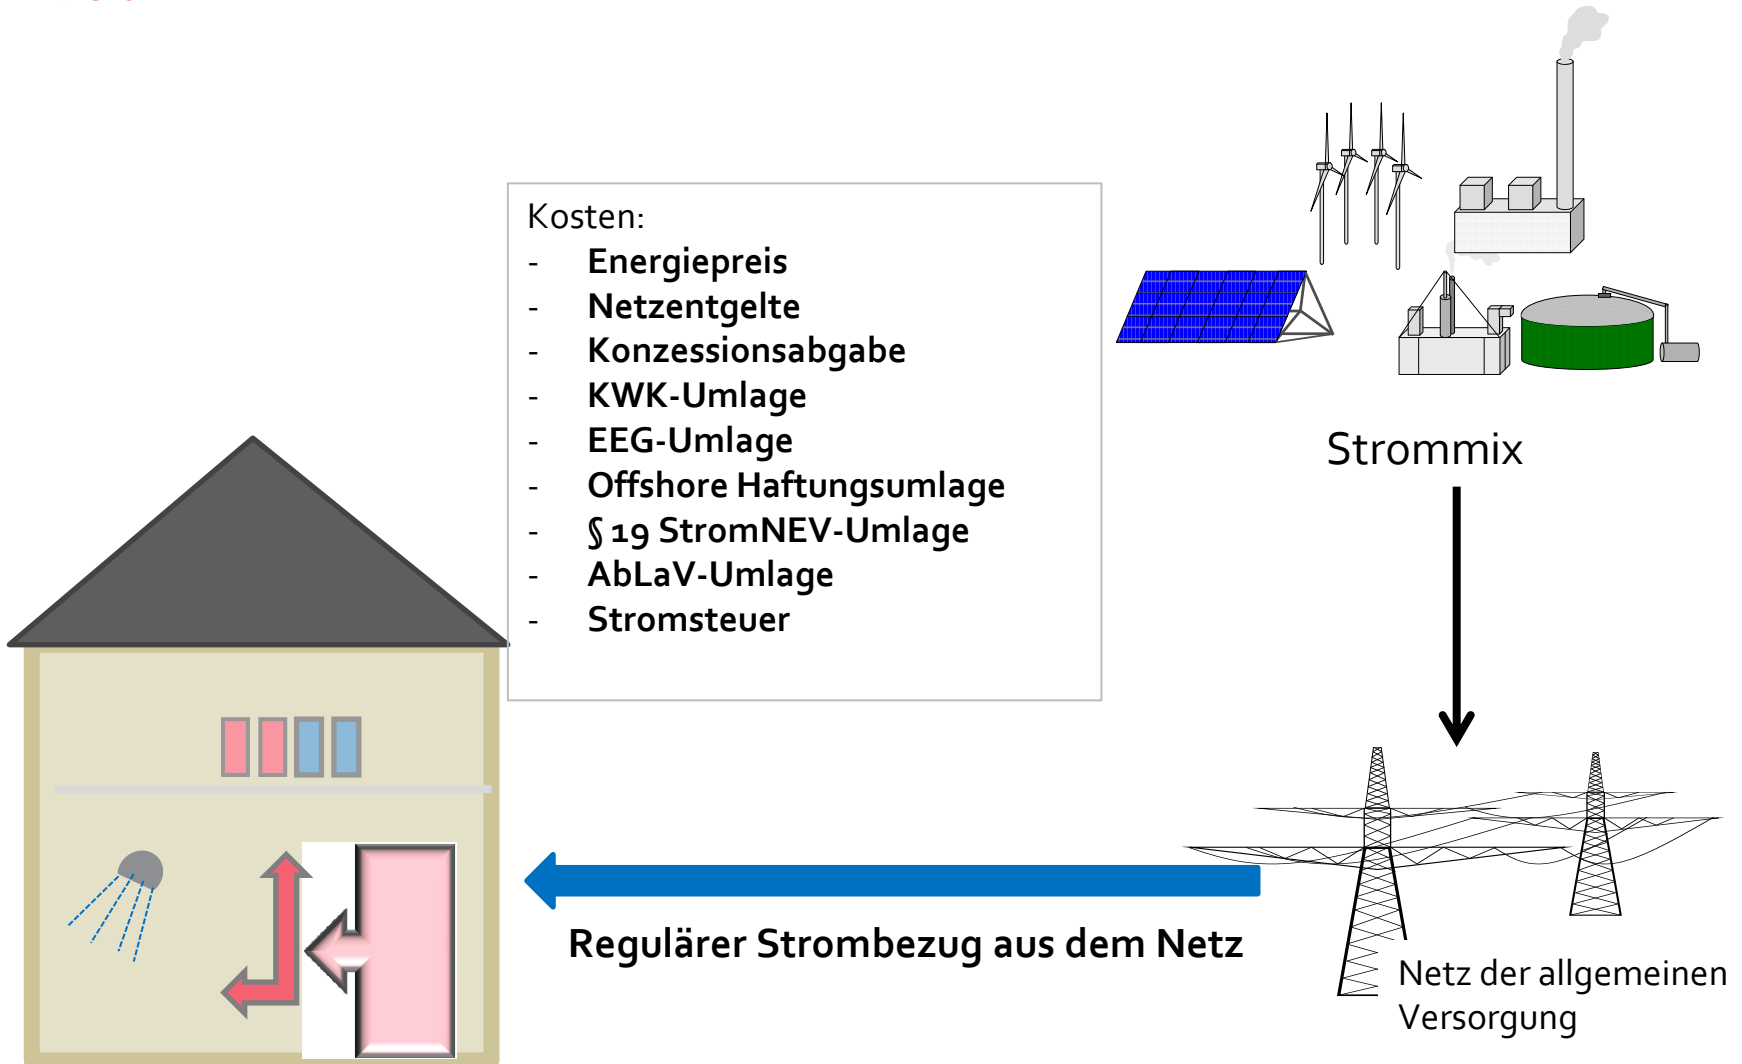 Kosten:
- Energiepreis
- Netzentgelte
- Konzessionsabgabe
- KWK-Umlage
- EEG-Umlage
- Offshore Haftungsumlage
- § 19 StromNEV-Umlage
- AbLaV-Umlage
- Stromsteuer
Strommix
Regulärer Strombezug aus dem Netz
Netz der allgemeinen
Versorgung